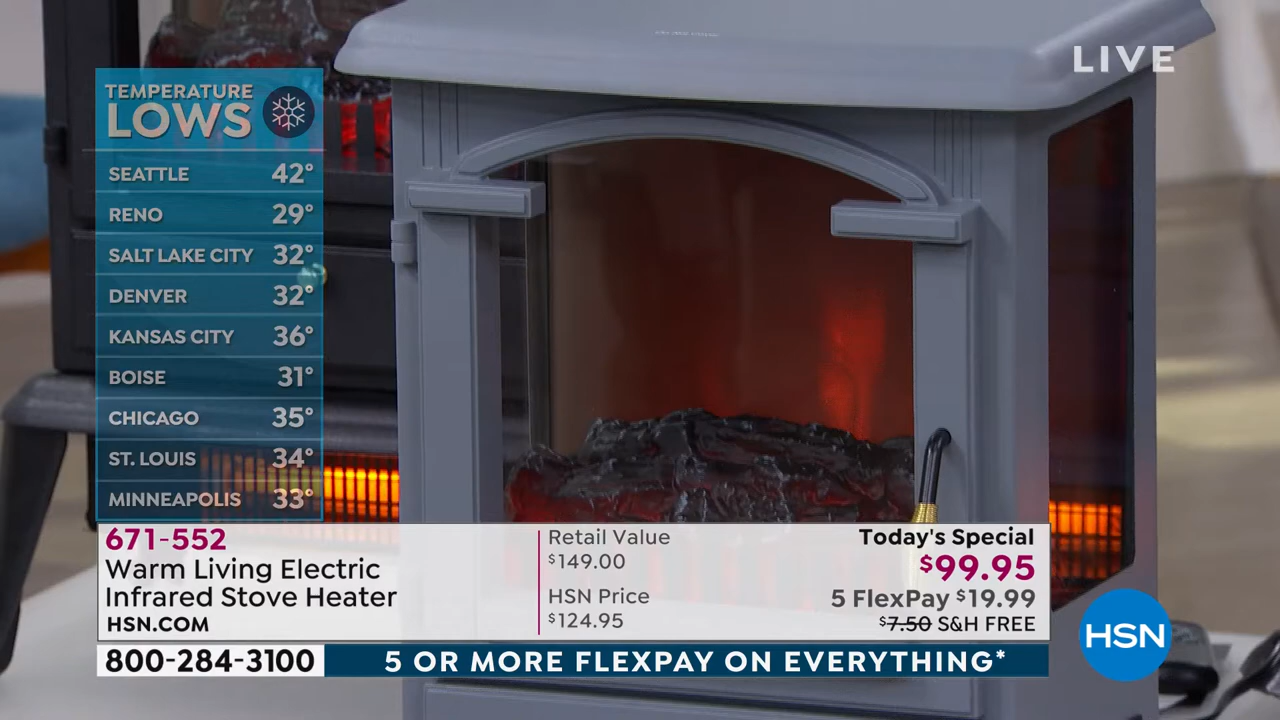 LIVE
TEMPERATURE
LOWS
SEATTLE 42°
RENO 29°
SALT LAKE CITY 32°
DENVER 32°
KANSAS CITY 36°
BOISE 31°
CHICAGO 35°
ST. LOUIS 34°
MINNEAPOLIS 33°
671-552
Warm Living Electric
Infrared Stove Heater
HSN.COM
Retail Value
$149.00
HSN Price
$124.95
Today's Special
$99.95
5 FlexPay $19.99
$7.50 S&H FREE
HSN
800-284-3100
5 OR MORE FLEXPAY ON EVERYTHING*